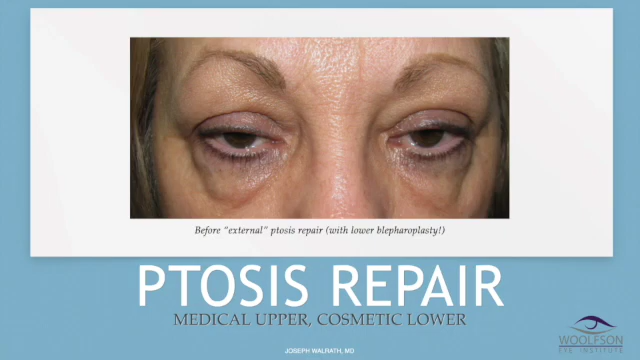 Before "external" ptosis repair (with lower blepharoplasty!)
PTOSIS REPAIR
MEDICAL UPPER, COSMETIC LOWER
WOOLFSON
EYE INSTITUTE
JOSEPH WALRATH, MD